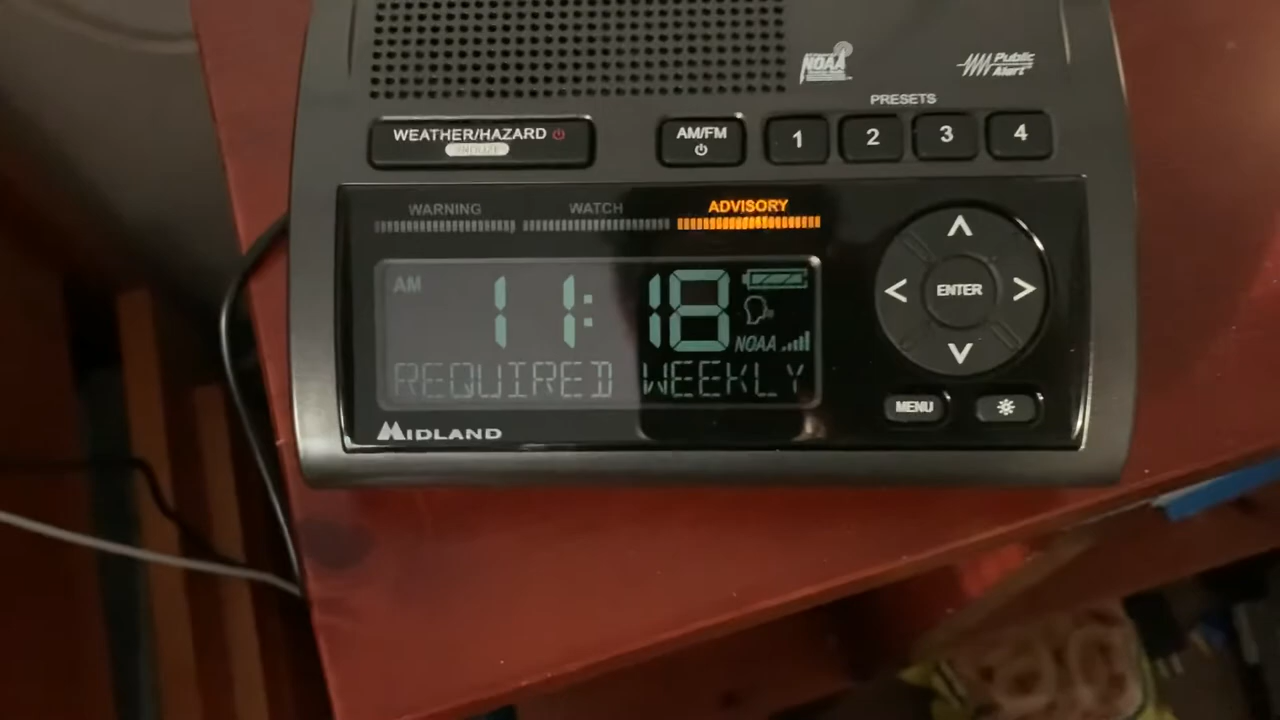 NOAA
Public Alert
PRESETS
WEATHER/HAZARD
SNOOZE
AM/FM
1
2
3
4
WARNING
WATCH
ADVISORY
AM
11:18
NOAA
REQUIRED WEEKLY
MIDLAND
ENTER
MENU